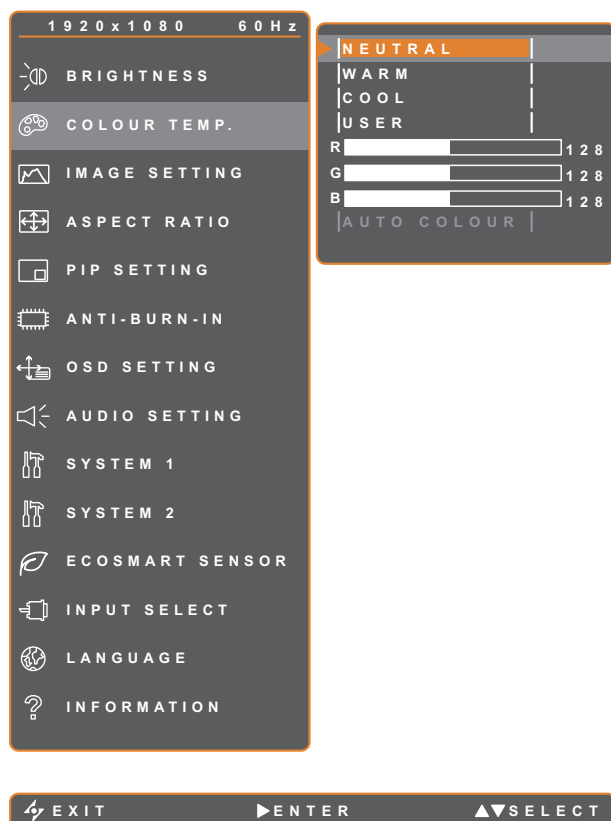 1920x1080 60Hz
BRIGHTNESS
COLOUR TEMP.
IMAGE SETTING
ASPECT RATIO
PIP SETTING
ANTI-BURN-IN
OSD SETTING
AUDIO SETTING
SYSTEM 1
SYSTEM 2
ECOSMART SENSOR
INPUT SELECT
LANGUAGE
INFORMATION
NEUTRAL
WARM
COOL
USER
R 128
G 128
B 128
AUTO COLOUR
EXIT ENTER SELECT